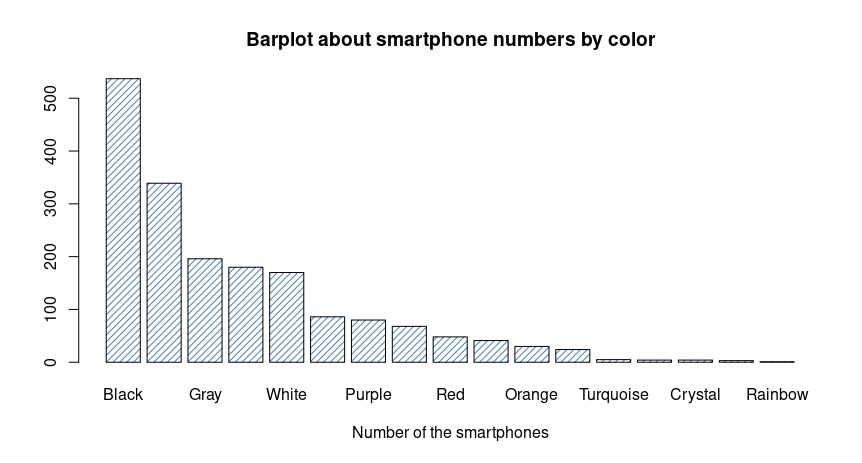 Barplot about smartphone numbers by color
500
400
300
200
100
0
Black Gray White Purple Red Orange Turquoise Crystal Rainbow
Number of the smartphones